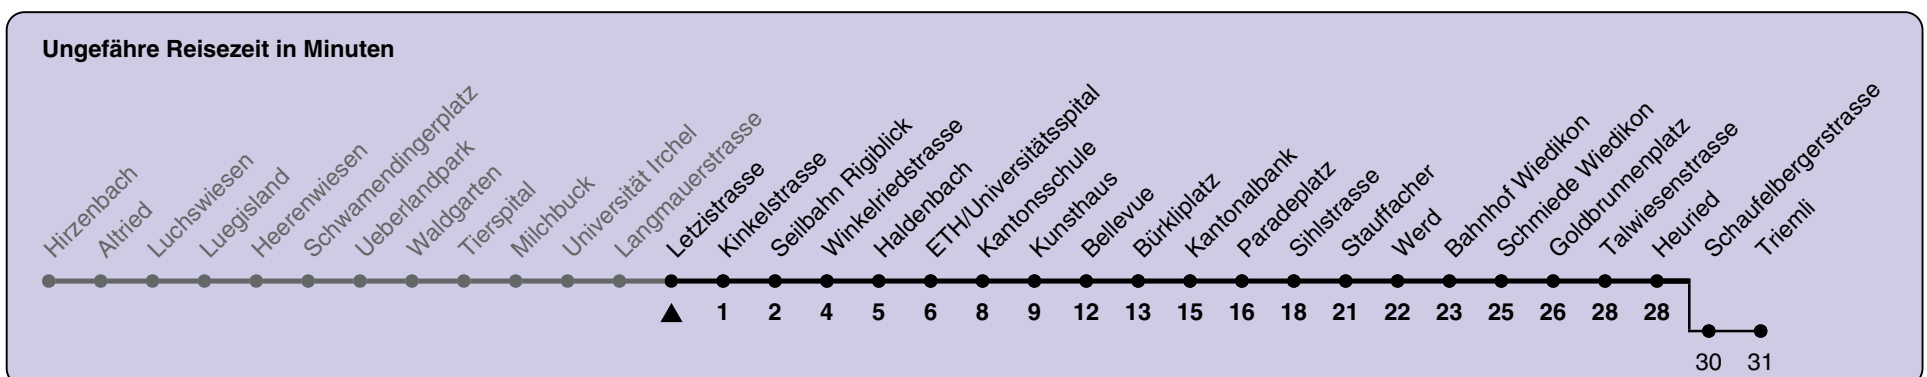 Ungefähre Reisezeit in Minuten
Hirzenbach
Altried
Luchswiesen
Luegisland
Heerenwiesen
Schwamendingerplatz
Ueberlandpark
Waldgarten
Tierspital
Milchbuck
Universität Irchel
Langmauerstrasse
Letzistrasse
Kinkelstrasse
Seilbahn Rigiblick
Winkelriedstrasse
Haldenbach
ETH/Universitätsspital
Kantonsschule
Kunsthaus
Bellevue
Bürkliplatz
Kantonalbank
Paradeplatz
Sihlstrasse
Stauffacher
Werd
Bahnhof Wiedikon
Schmiede Wiedikon
Goldbrunnenplatz
Talwiesenstrasse
Heuried
Schaufelbergerstrasse
Triemli
1 2 4 5 6 8 9 12 13 15 16 18 21 22 23 25 26 28 28
30 31